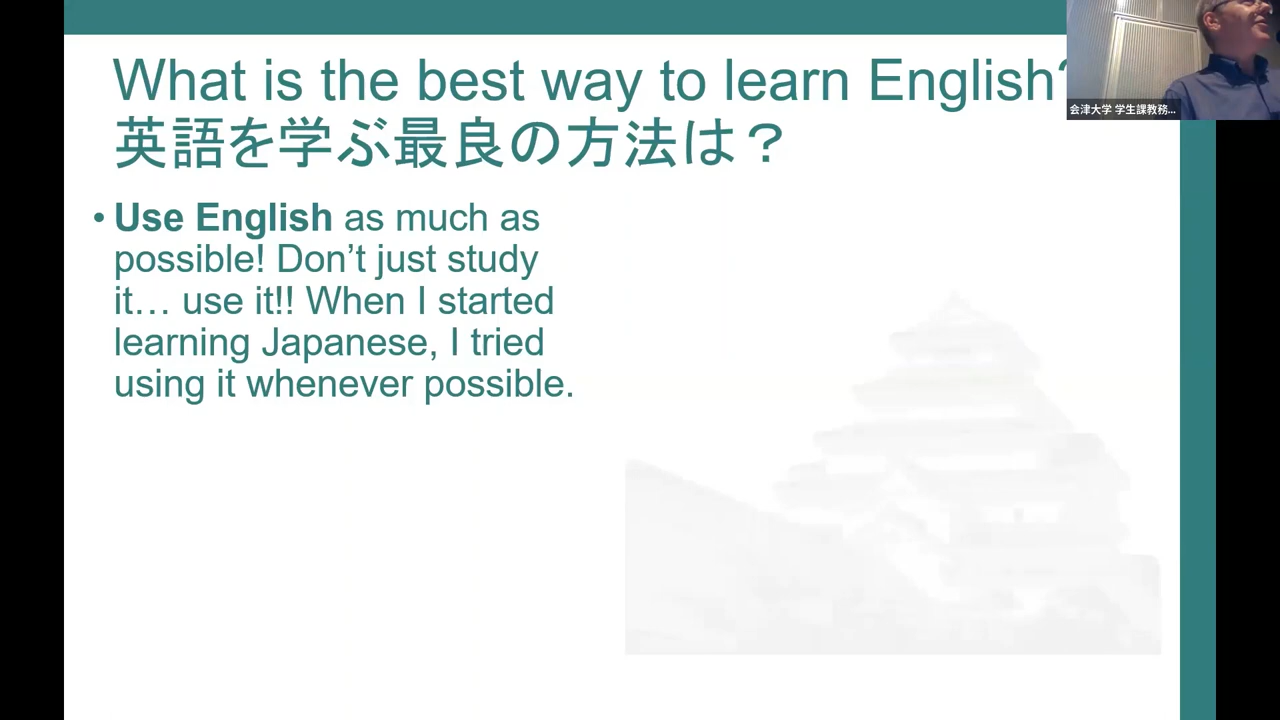 What is the best way to learn English?
英語を学ぶ最良の方法は？
• Use English as much as
possible! Don’t just study
it… use it!! When I started
learning Japanese, I tried
using it whenever possible.
会津大学 学生課教務...